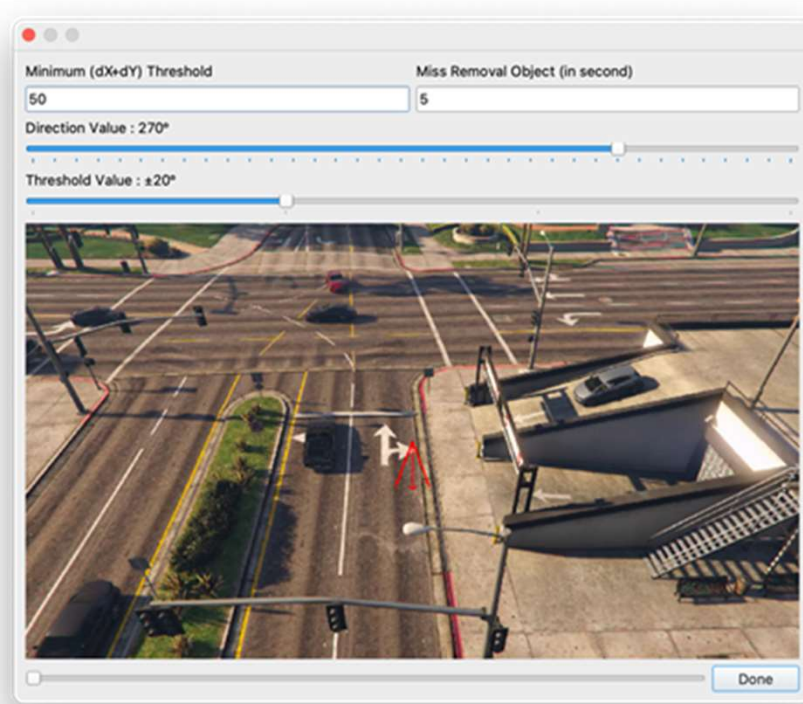 Minimum (dX+dY) Threshold
Miss Removal Object (in second)
50
5
Direction Value : 270°
Threshold Value : ±20°
Done